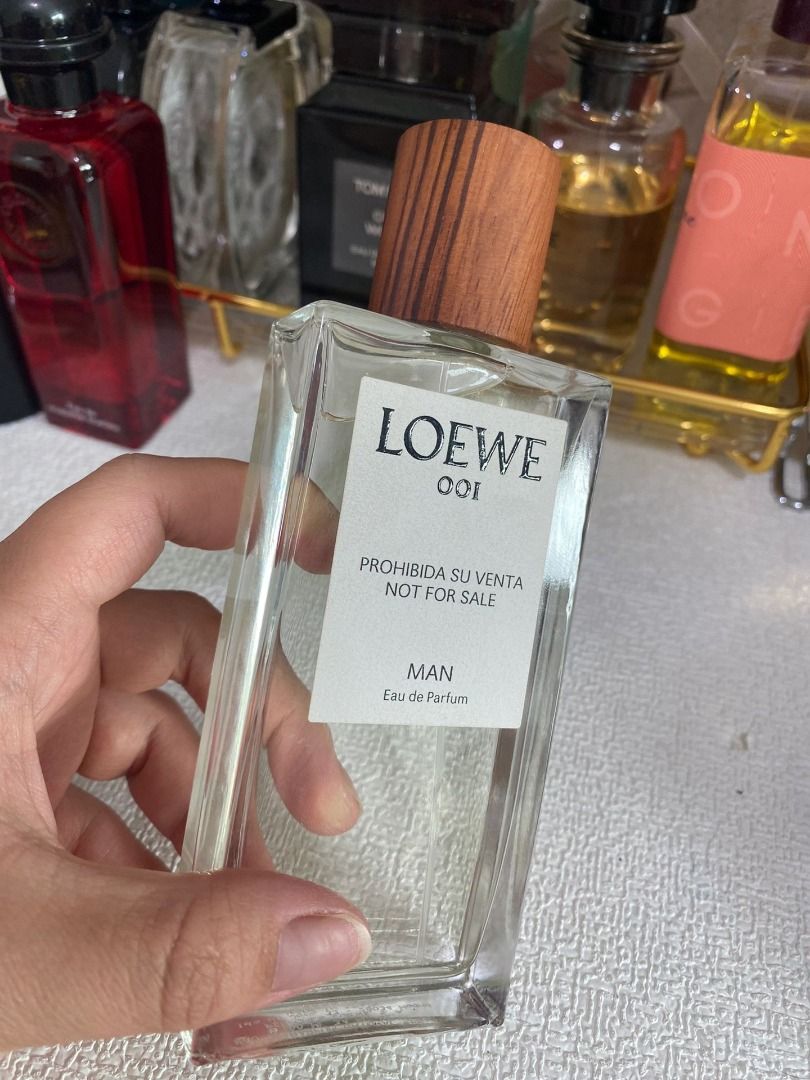 LOEWE
001
PROHIBIDA SU VENTA
NOT FOR SALE
MAN
Eau de Parfum
TOM
O
N
G